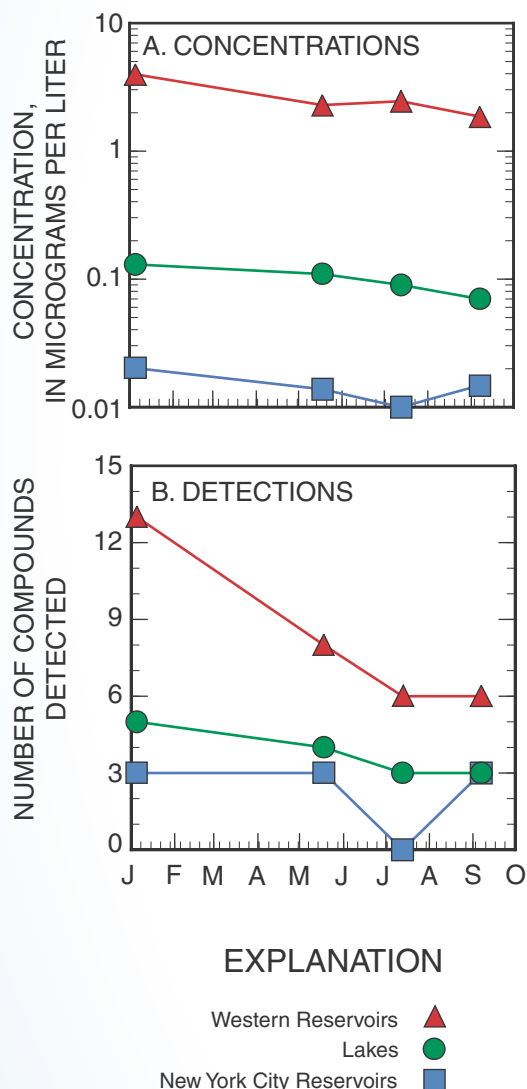 A. CONCENTRATIONS
CONCENTRATION,
IN MICROGRAMS PER LITER
10
1
0.1
0.01
B. DETECTIONS
NUMBER OF COMPOUNDS
DETECTED
15
12
9
6
3
0
J F M A M J J A S O
EXPLANATION
Western Reservoirs
Lakes
New York City Reservoirs